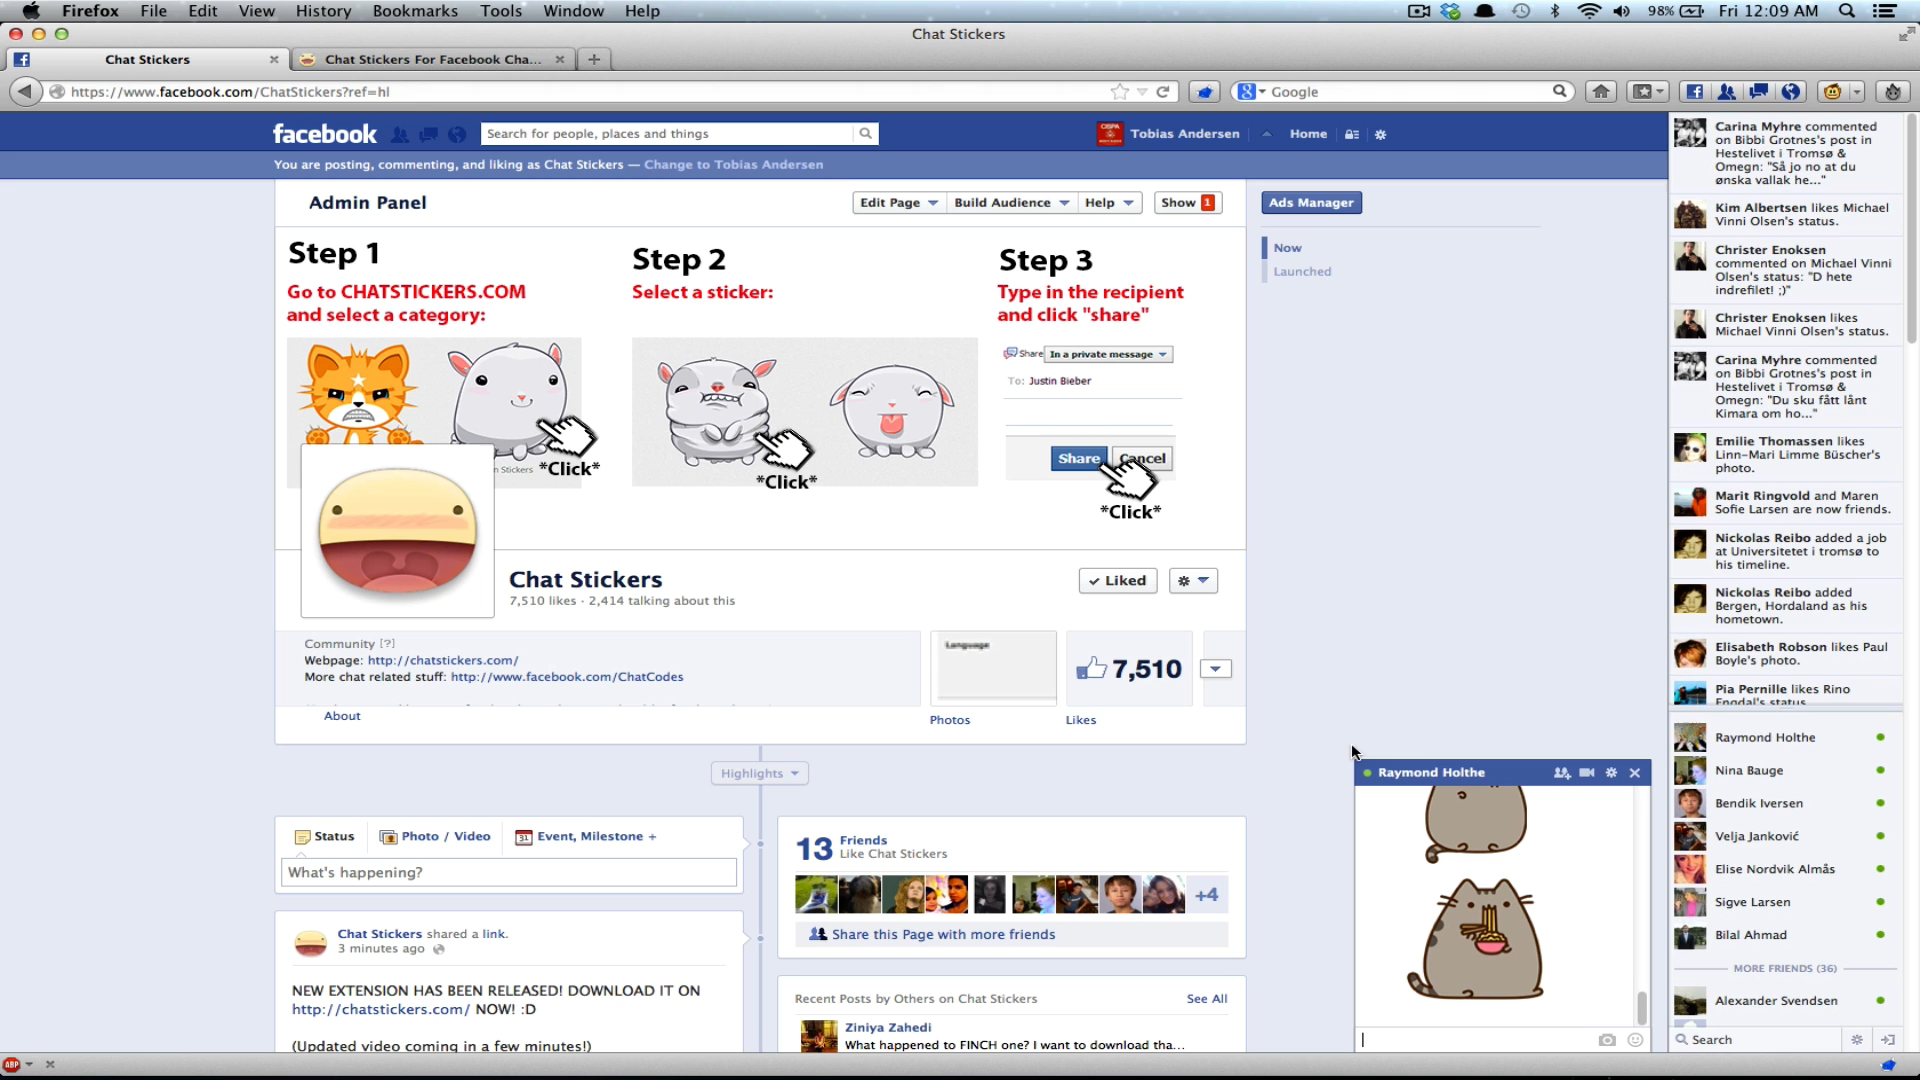 Firefox File Edit View History Bookmarks Tools Window Help
98% Fri 12:09 AM
Chat Stickers
Chat Stickers
Chat Stickers For Facebook Cha...
https://www.facebook.com/ChatStickers?ref=hl
Google
facebook
Search for people, places and things
Tobias Andersen
Home
You are posting, commenting, and liking as Chat Stickers — Change to Tobias Andersen
Admin Panel
Edit Page
Build Audience
Help
Show 1
Ads Manager
Now
Launched
Step 1
Go to CHATSTICKERS.COM
and select a category:
n Stickers
*Click*
Step 2
Select a sticker:
*Click*
Step 3
Type in the recipient
and click "share"
Share In a private message
To: Justin Bieber
Share Cancel
*Click*
Chat Stickers
7,510 likes · 2,414 talking about this
Liked
Community [?]
Webpage: http://chatstickers.com/
More chat related stuff: http://www.facebook.com/ChatCodes
About
Language
Photos
7,510
Likes
Highlights
Status
Photo / Video
31
Event, Milestone +
What's happening?
Chat Stickers shared a link.
3 minutes ago
NEW EXTENSION HAS BEEN RELEASED! DOWNLOAD IT ON
http://chatstickers.com/ NOW! :D
(Updated video coming in a few minutes!)
13 Friends
Like Chat Stickers
+4
Share this Page with more friends
Recent Posts by Others on Chat Stickers
See All
Ziniya Zahedi
What happened to FINCH one? I want to download tha...
Raymond Holthe
Carina Myhre commented
on Bibbi Grotnes's post in
Hestelivet i Tromsø &
Omegn: "Så jo no at du
ønska vallak he..."
Kim Albertsen likes Michael
Vinni Olsen's status.
Christer Enoksen
commented on Michael Vinni
Olsen's status: "D hete
indrefilet! ;)"
Christer Enoksen likes
Michael Vinni Olsen's status.
Carina Myhre commented
on Bibbi Grotnes's post in
Hestelivet i Tromsø &
Omegn: "Du sku fått lånt
Kimara om ho..."
Emilie Thomassen likes
Linn-Mari Limme Büscher's
photo.
Marit Ringvold and Maren
Sofie Larsen are now friends.
Nickolas Reibo added a job
at Universitetet i tromsø to
his timeline.
Nickolas Reibo added
Bergen, Hordaland as his
hometown.
Elisabeth Robson likes Paul
Boyle's photo.
Pia Pernille likes Rino
Engdal's status.
Raymond Holthe
Nina Bauge
Bendik Iversen
Velja Janković
Elise Nordvik Almås
Sigve Larsen
Bilal Ahmad
MORE FRIENDS (36)
Alexander Svendsen
Search
ABP